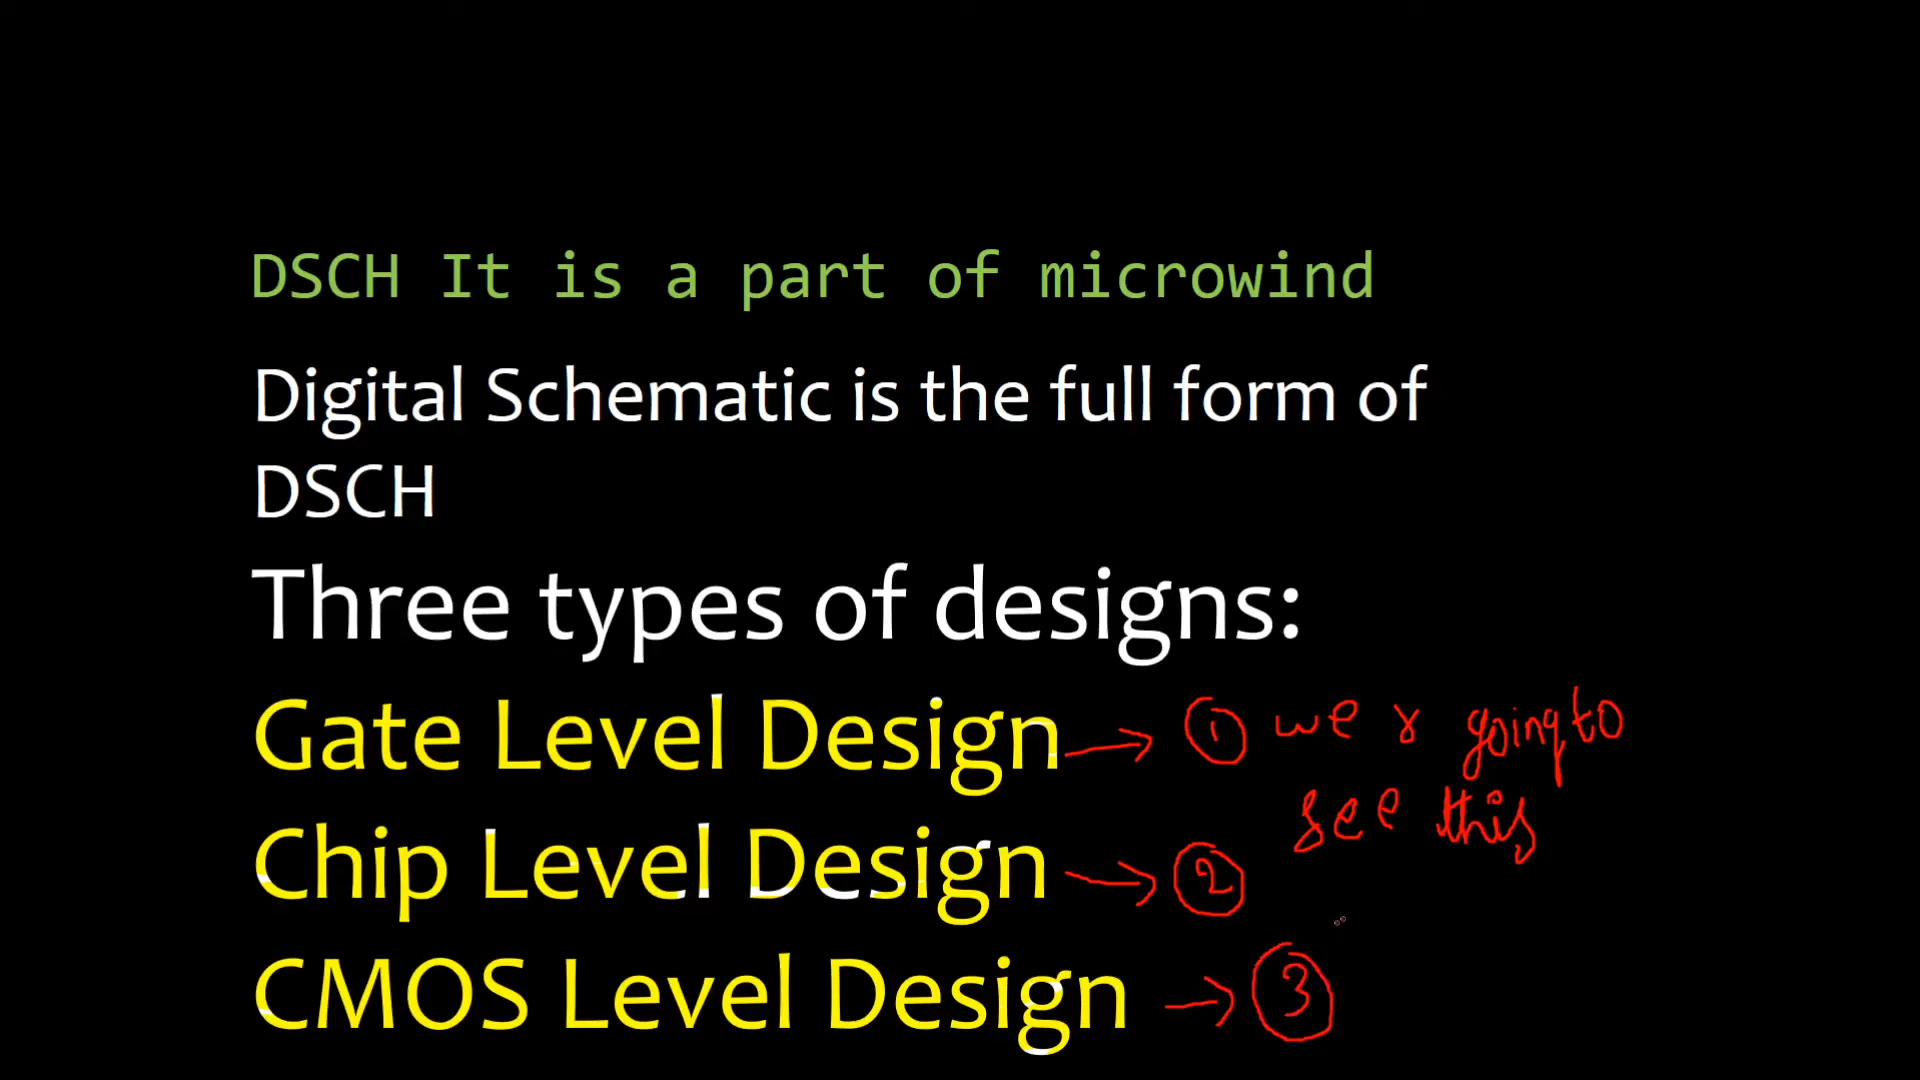 DSCH It is a part of microwind
Digital Schematic is the full form of
DSCH
Three types of designs:
Gate Level Design → ① we r going to
see this
Chip Level Design → ②
CMOS Level Design → ③